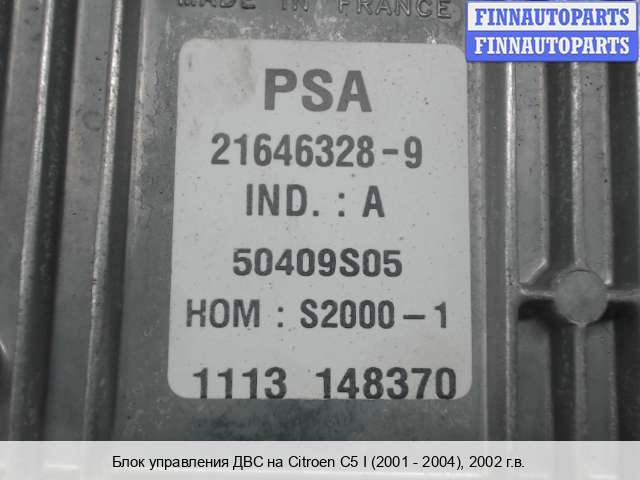 MADE IN FRANCE
FINNAUTOPARTS
FINNAUTOPARTS
PSA
21646328-9
IND. : A
50409S05
HOM : S2000-1
1113 148370
Блок управления ДВС на Citroen C5 I (2001 - 2004), 2002 г.в.